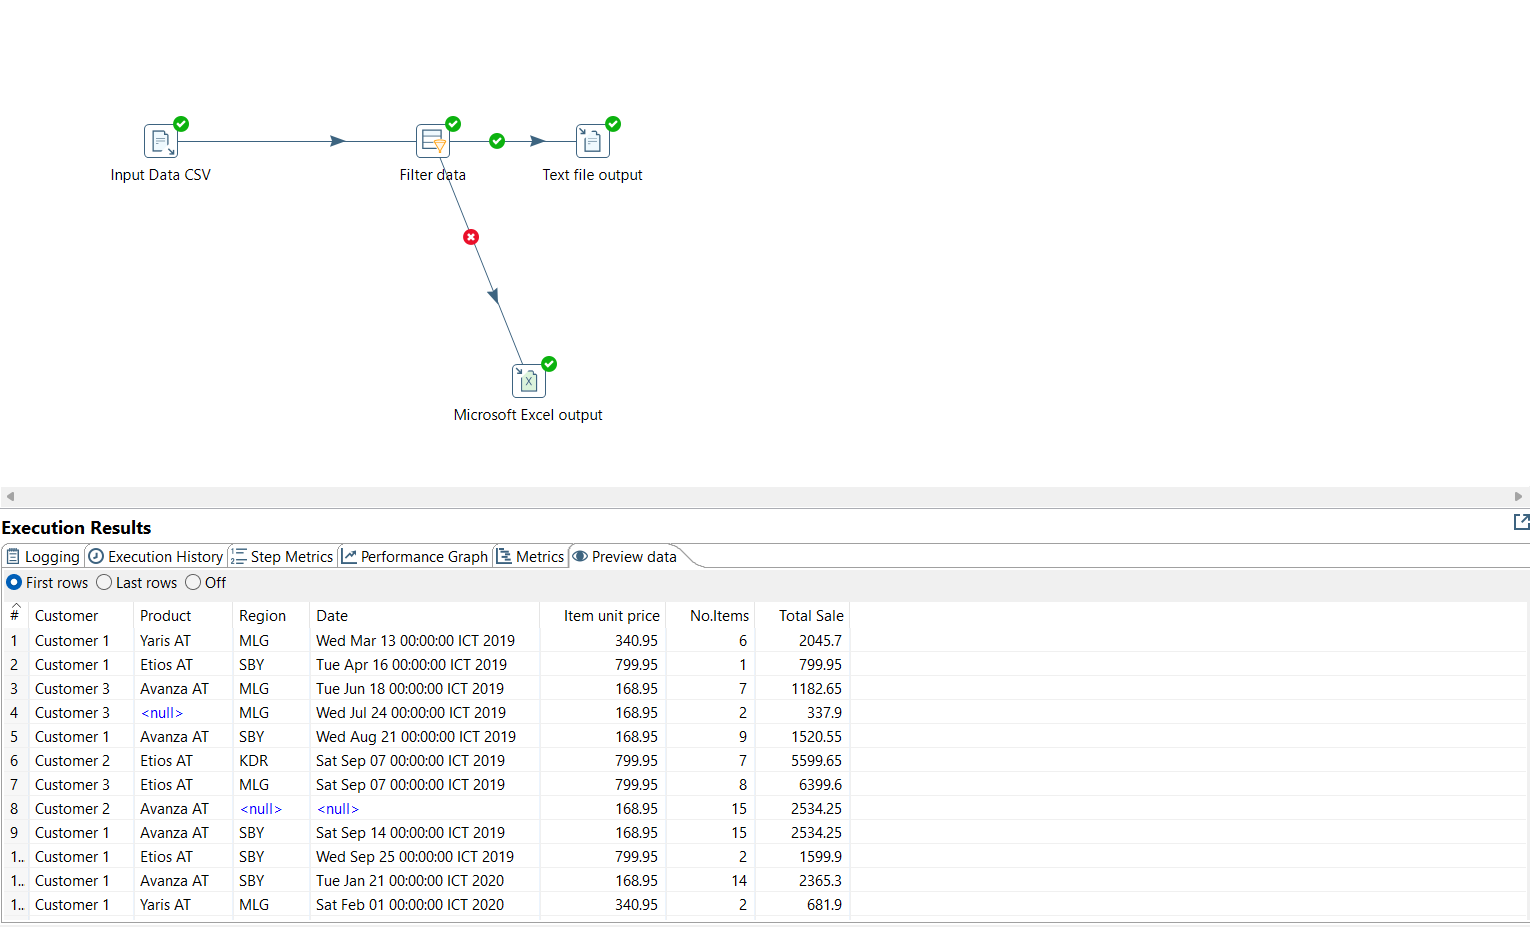 Input Data CSV
Filter data
Text file output
Microsoft Excel output
Execution Results
Logging Execution History Step Metrics Performance Graph Metrics Preview data
First rows Last rows Off
# Customer Product Region Date Item unit price No.Items Total Sale
1 Customer 1 Yaris AT MLG Wed Mar 13 00:00:00 ICT 2019 340.95 6 2045.7
2 Customer 1 Etios AT SBY Tue Apr 16 00:00:00 ICT 2019 799.95 1 799.95
3 Customer 3 Avanza AT MLG Tue Jun 18 00:00:00 ICT 2019 168.95 7 1182.65
4 Customer 3 <null> MLG Wed Jul 24 00:00:00 ICT 2019 168.95 2 337.9
5 Customer 1 Avanza AT SBY Wed Aug 21 00:00:00 ICT 2019 168.95 9 1520.55
6 Customer 2 Etios AT KDR Sat Sep 07 00:00:00 ICT 2019 799.95 7 5599.65
7 Customer 3 Etios AT MLG Sat Sep 07 00:00:00 ICT 2019 799.95 8 6399.6
8 Customer 2 Avanza AT <null> <null> 168.95 15 2534.25
9 Customer 1 Avanza AT SBY Sat Sep 14 00:00:00 ICT 2019 168.95 15 2534.25
1.. Customer 1 Etios AT SBY Wed Sep 25 00:00:00 ICT 2019 799.95 2 1599.9
1.. Customer 1 Avanza AT SBY Tue Jan 21 00:00:00 ICT 2020 168.95 14 2365.3
1.. Customer 1 Yaris AT MLG Sat Feb 01 00:00:00 ICT 2020 340.95 2 681.9